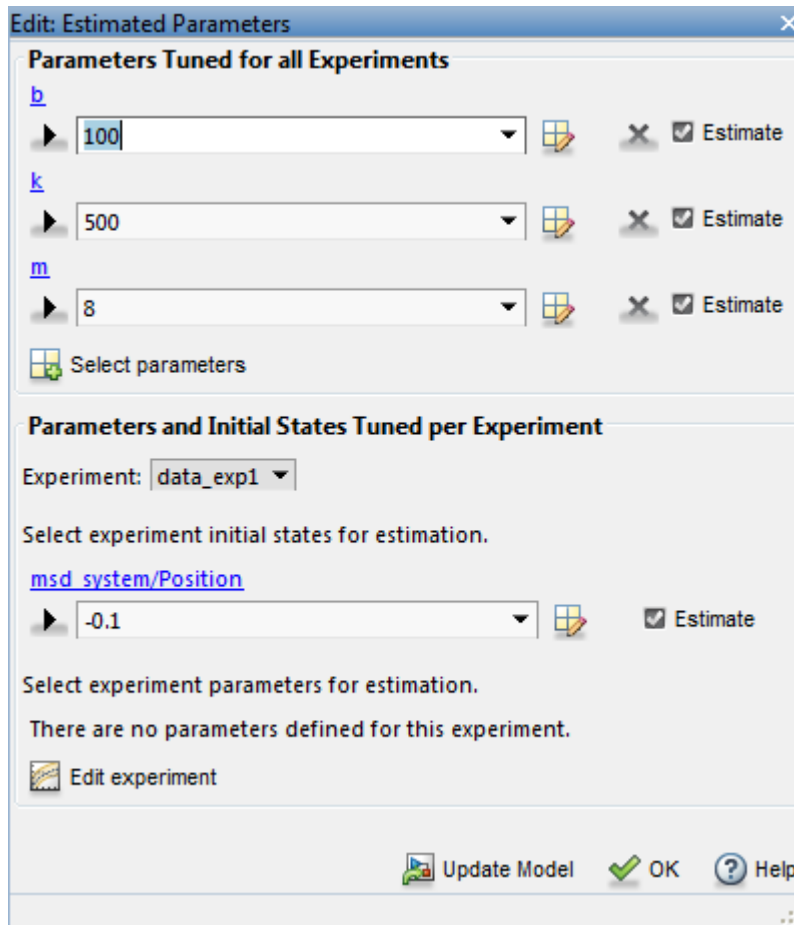 Edit: Estimated Parameters
Parameters Tuned for all Experiments
b
100 Estimate
k
500 Estimate
m
8 Estimate
Select parameters
Parameters and Initial States Tuned per Experiment
Experiment: data_exp1
Select experiment initial states for estimation.
msd_system/Position
-0.1 Estimate
Select experiment parameters for estimation.
There are no parameters defined for this experiment.
Edit experiment
Update Model OK Help